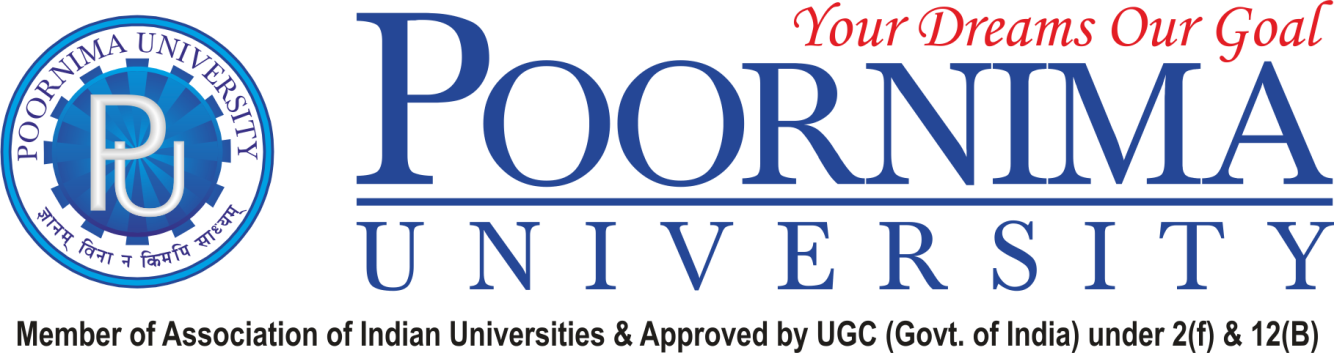 POORNIMA UNIVERSITY
PU
ज्ञानम् विना न किमपि साध्यम्
Your Dreams Our Goal
POORNIMA
UNIVERSITY
Member of Association of Indian Universities & Approved by UGC (Govt. of India) under 2(f) & 12(B)